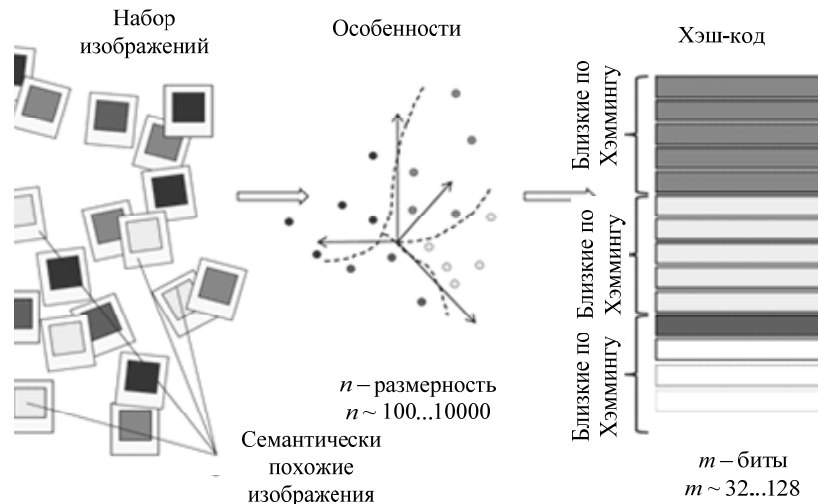 Набор
изображений
Особенности
Хэш-код
Близкие по
Хэммингу
Близкие по
Хэммингу
Близкие по
Хэммингу
n – размерность
n ~ 100...10000
Семантически
похожие
изображения
m – биты
m ~ 32...128